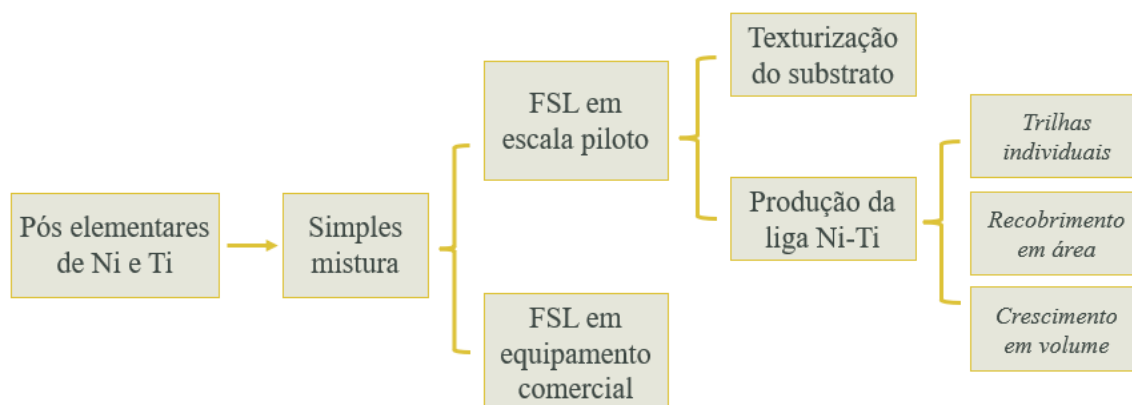 Pós elementares
de Ni e Ti
Simples
mistura
FSL em
escala piloto
FSL em
equipamento
comercial
Texturização
do substrato
Produção da
liga Ni-Ti
Trilhas
individuais
Recobrimento
em área
Crescimento
em volume